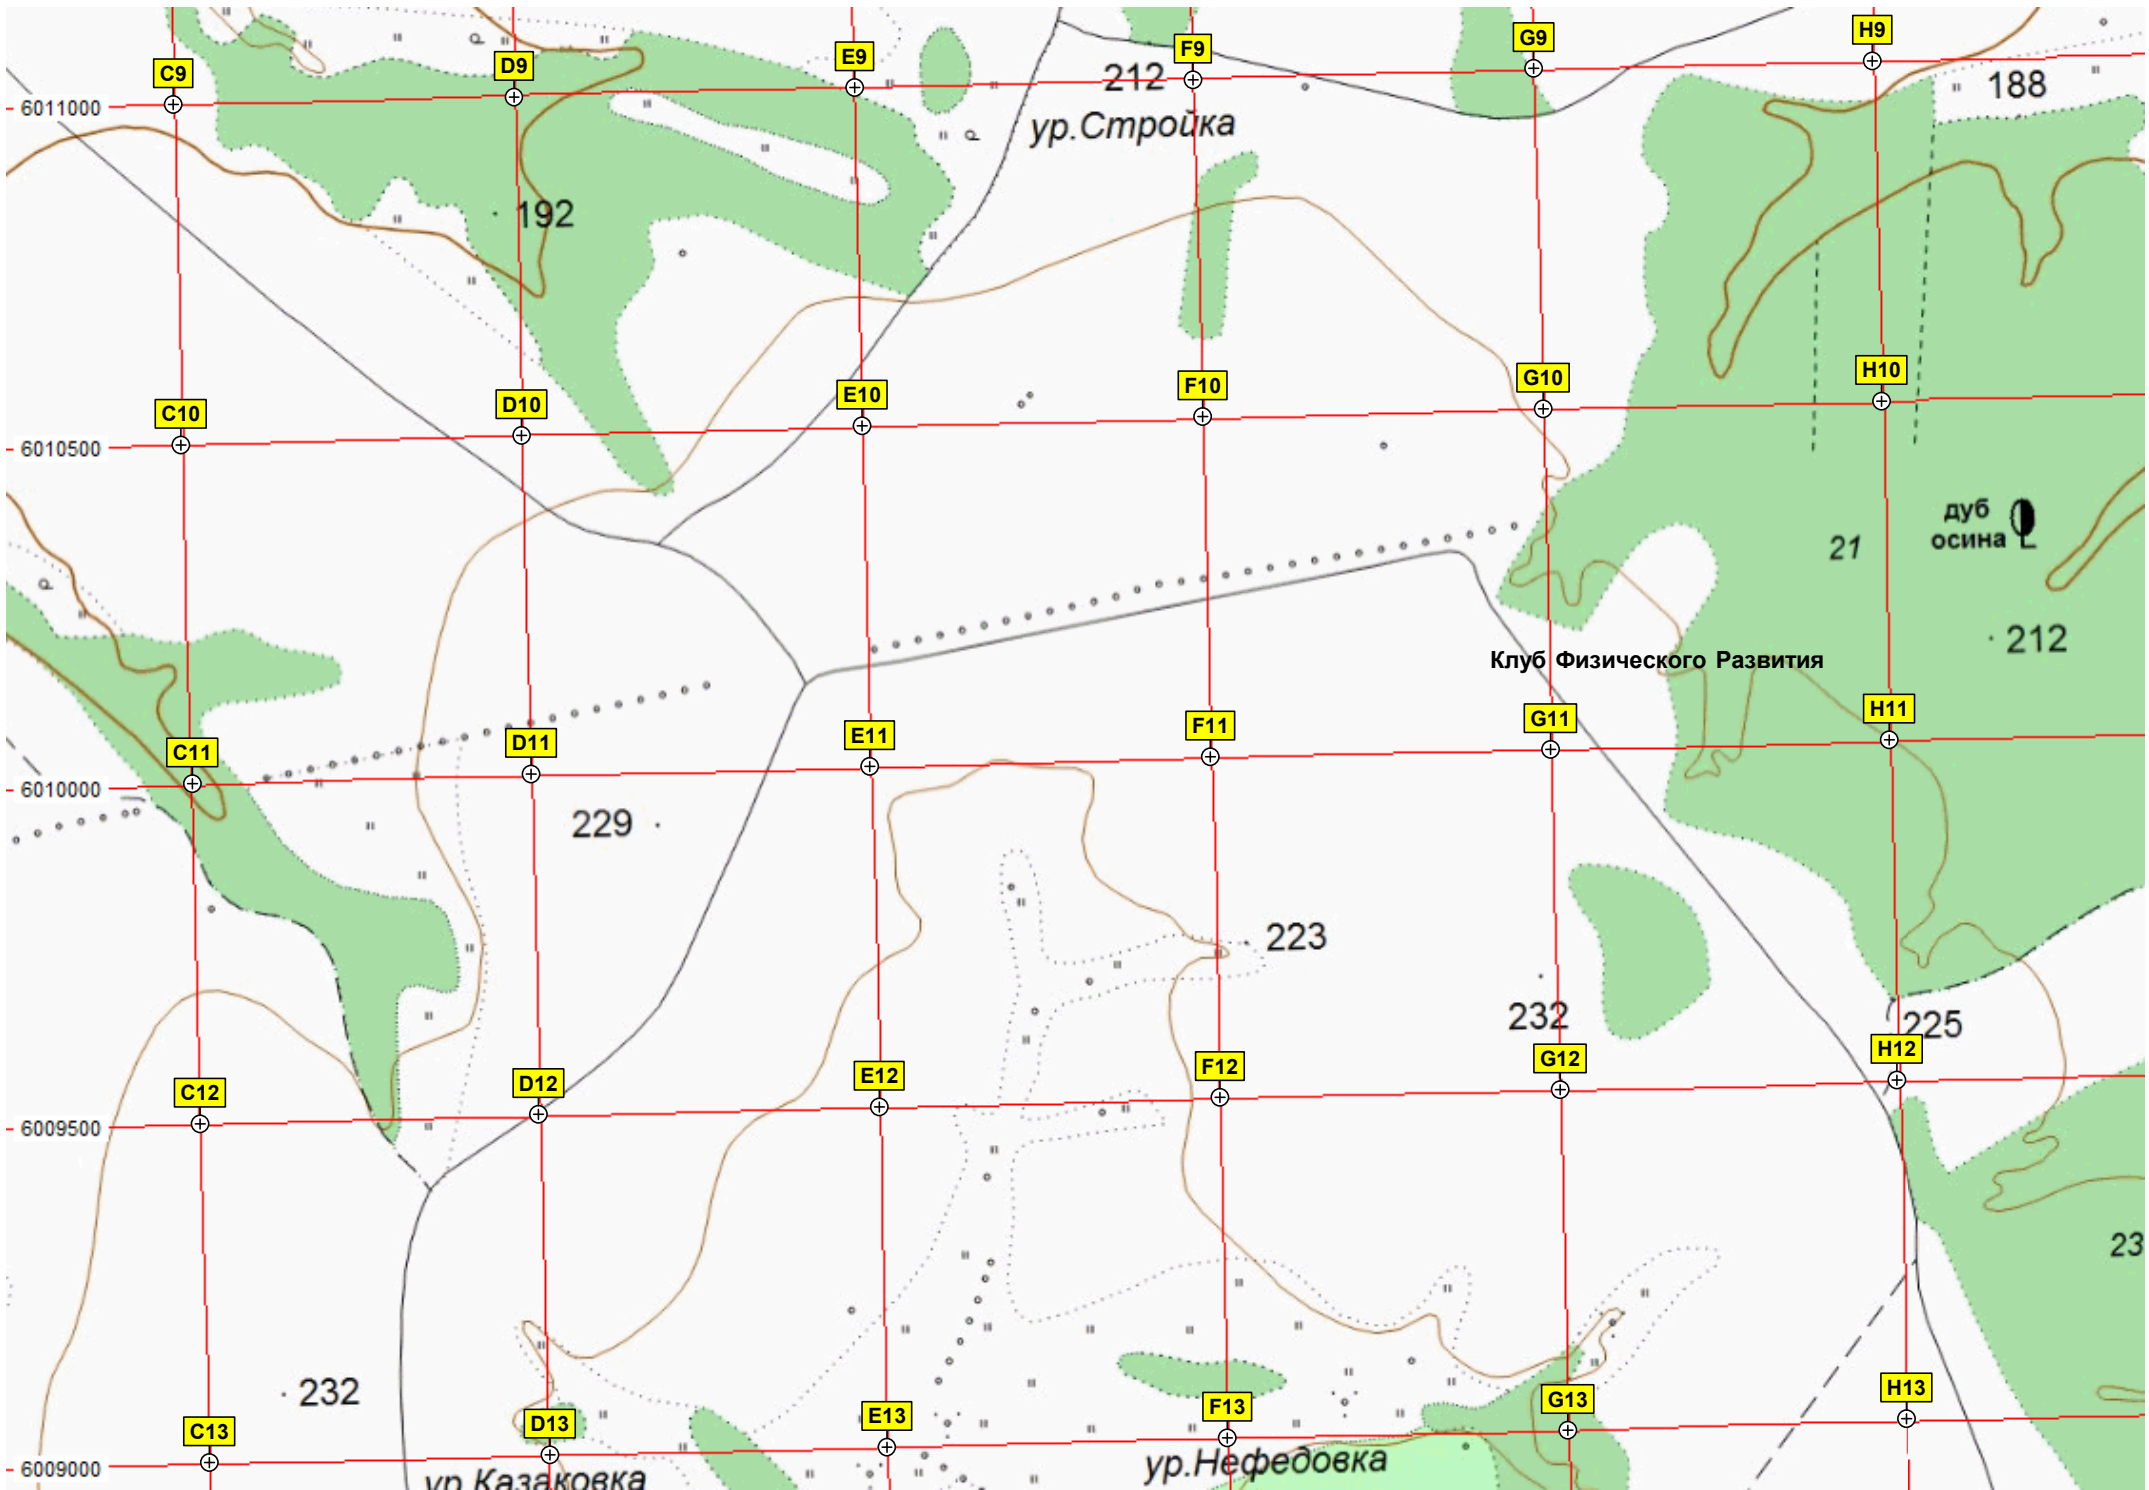 C9
D9
E9
F9
G9
H9
6011000
212
188
ур.Стройка
192
C10
D10
E10
F10
G10
H10
6010500
дуб
осина
21
212
Клуб Физического Развития
C11
D11
E11
F11
G11
H11
6010000
229
223
232
225
C12
D12
E12
F12
G12
H12
6009500
23
232
C13
D13
E13
F13
G13
H13
6009000
ур.Казаковка
ур.Нефедовка